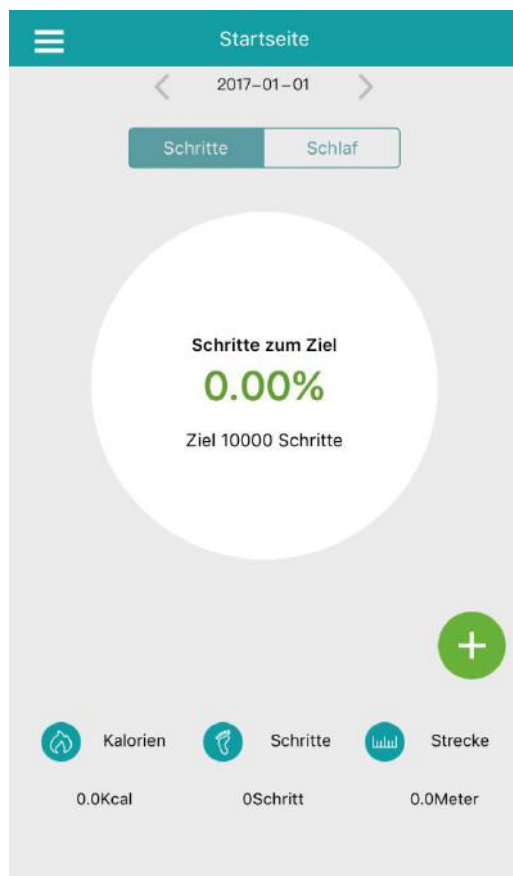 Startseite
2017-01-01
Schritte Schlaf
Schritte zum Ziel
0.00%
Ziel 10000 Schritte
Kalorien Schritte Strecke
0.0Kcal 0Schritt 0.0Meter